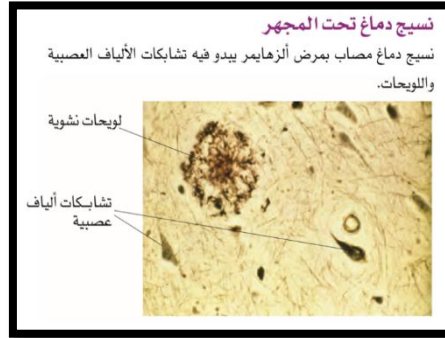 نسيج دماغ تحت المجهر
نسيج دماغ مصاب بمرض ألزهايمر يبدو فيه تشابكات الألياف العصبية
واللويحات.
لويحات نشوية
تشابكات ألياف
عصبية